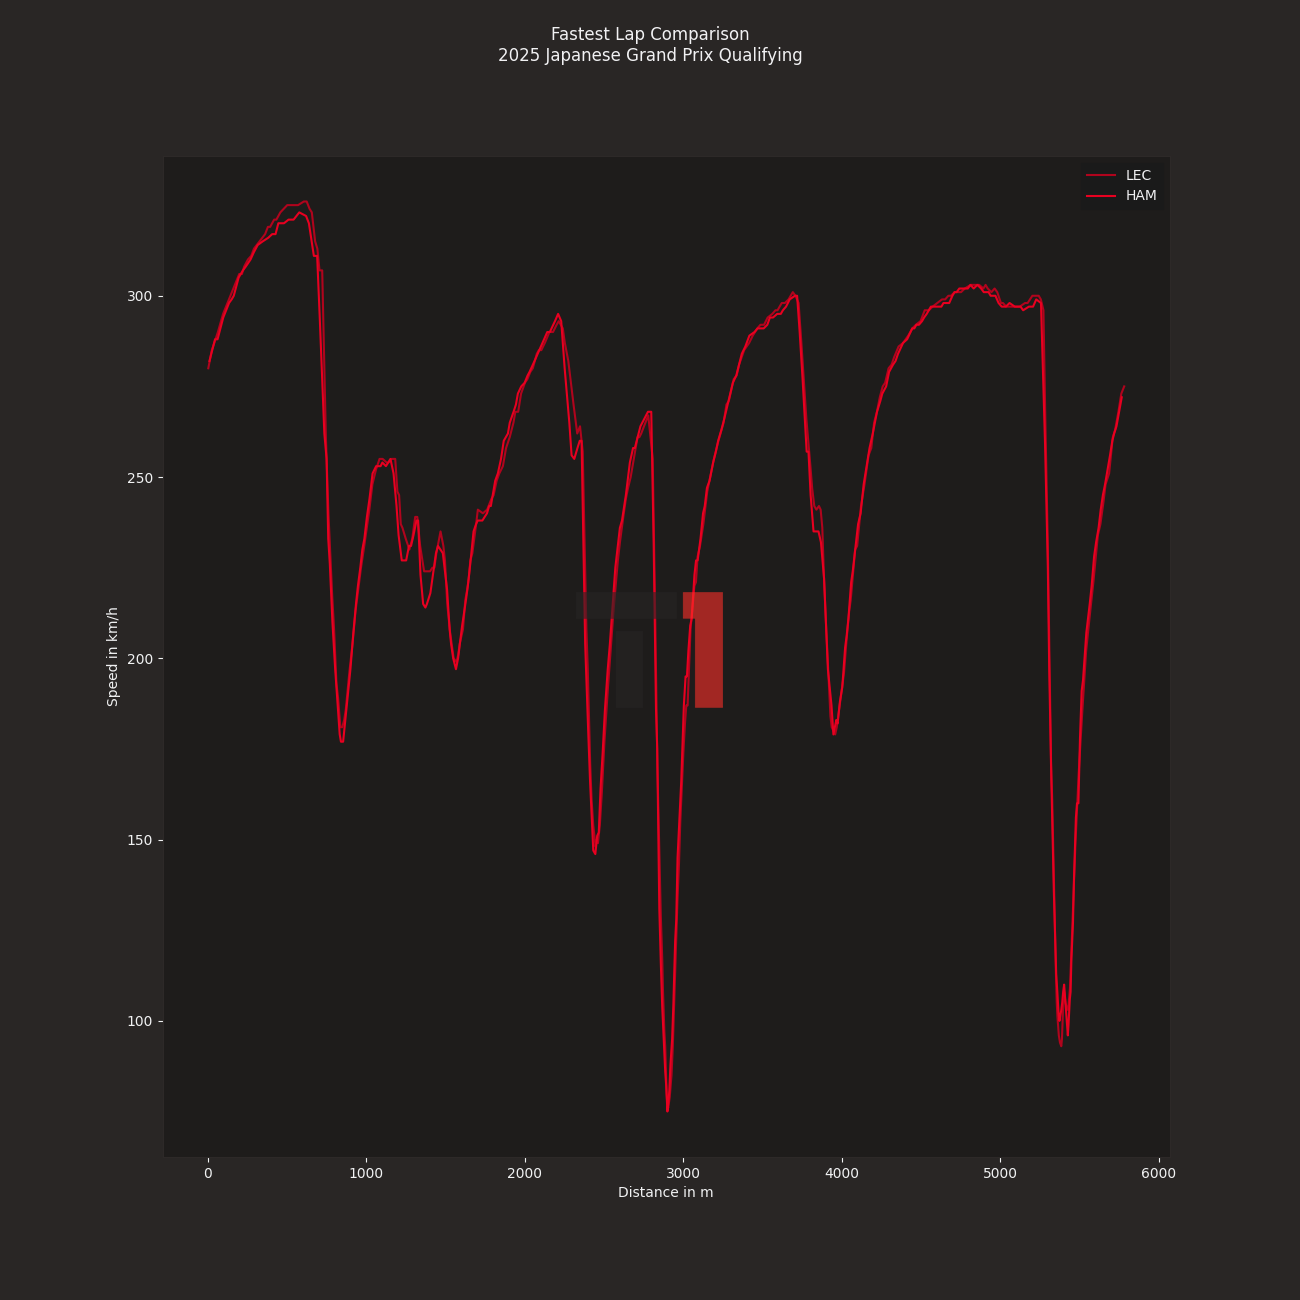 Fastest Lap Comparison
2025 Japanese Grand Prix Qualifying
LEC
HAM
300
250
200
150
100
Speed in km/h
0 1000 2000 3000 4000 5000 6000
Distance in m